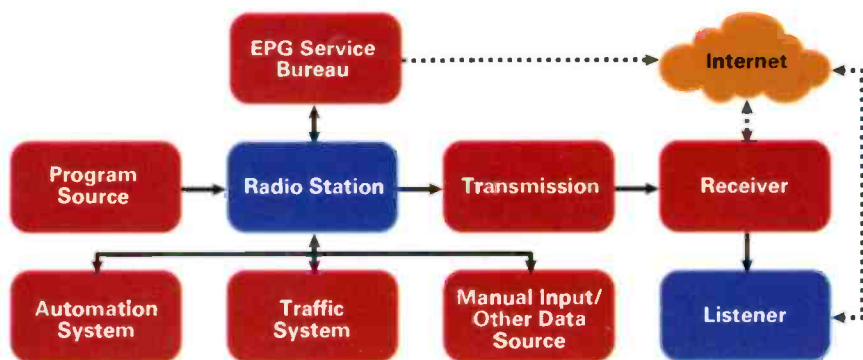 EPG Service
Bureau
Internet
Program
Source
Radio Station
Transmission
Receiver
Automation
System
Traffic
System
Manual Input/
Other Data
Source
Listener